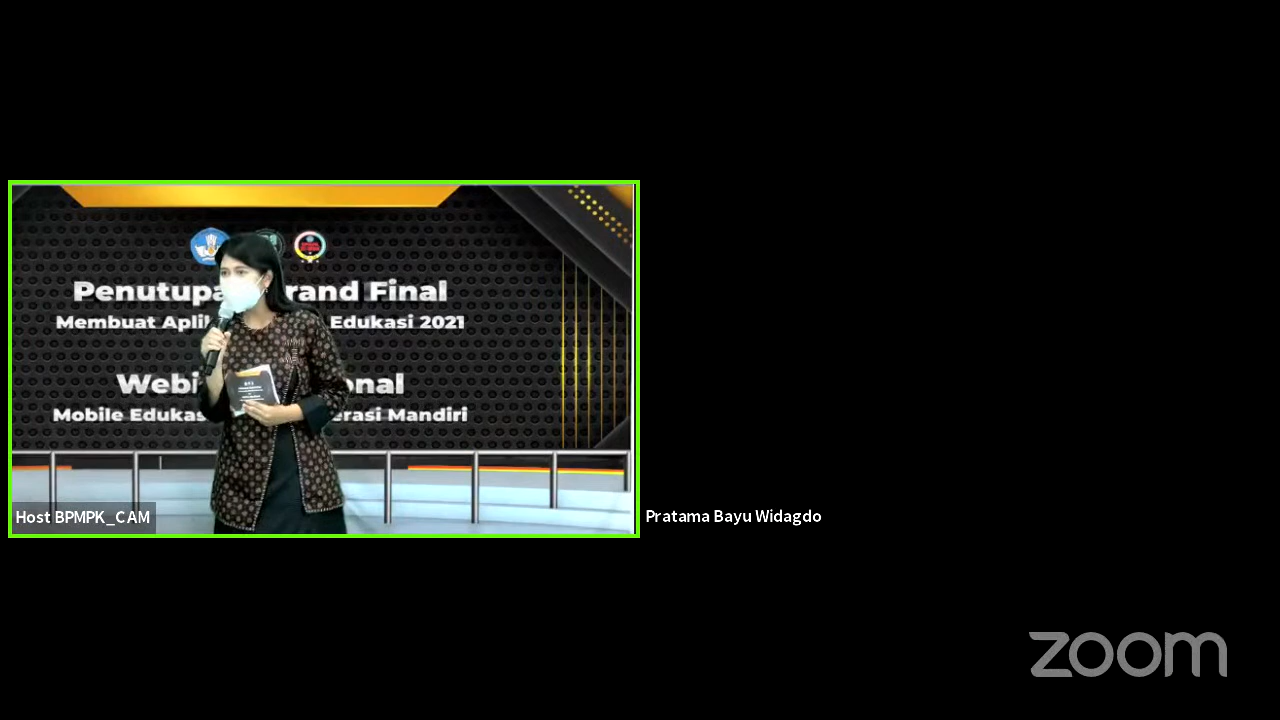 Penutupa rand Final
Membuat Apli Edukasi 2021
Webi onal
Mobile Edukas erasi Mandiri
Host BPMPK_CAM
Pratama Bayu Widagdo
zoom